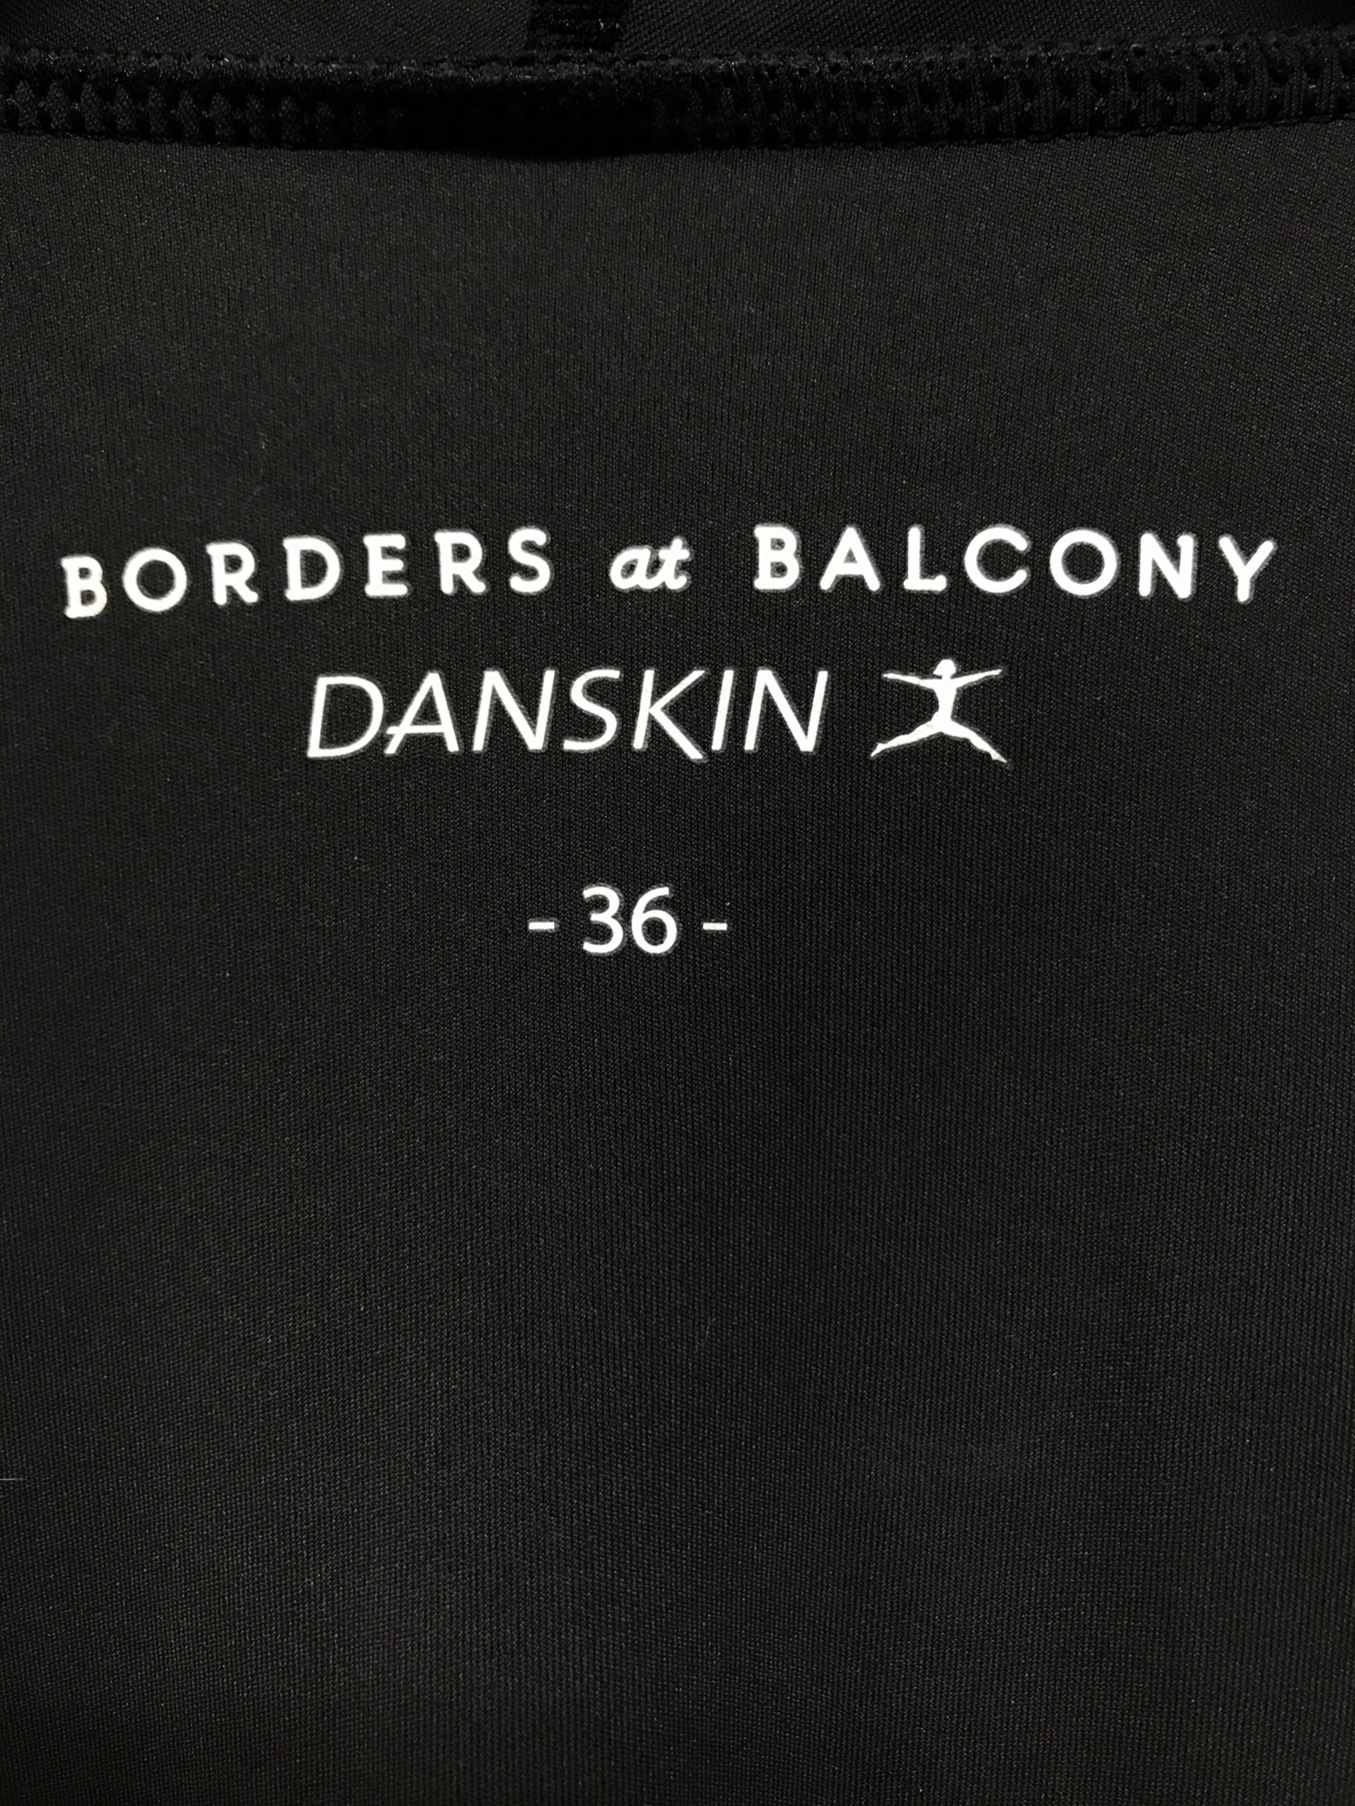 BORDERS at BALCONY
DANSKIN
- 36 -